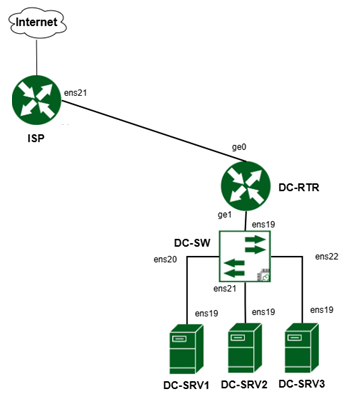 Internet
ens21
ISP
ge0
DC-RTR
ge1
ens19
DC-SW
ens20
ens22
ens21
ens19
ens19
ens19
DC-SRV1
DC-SRV2
DC-SRV3